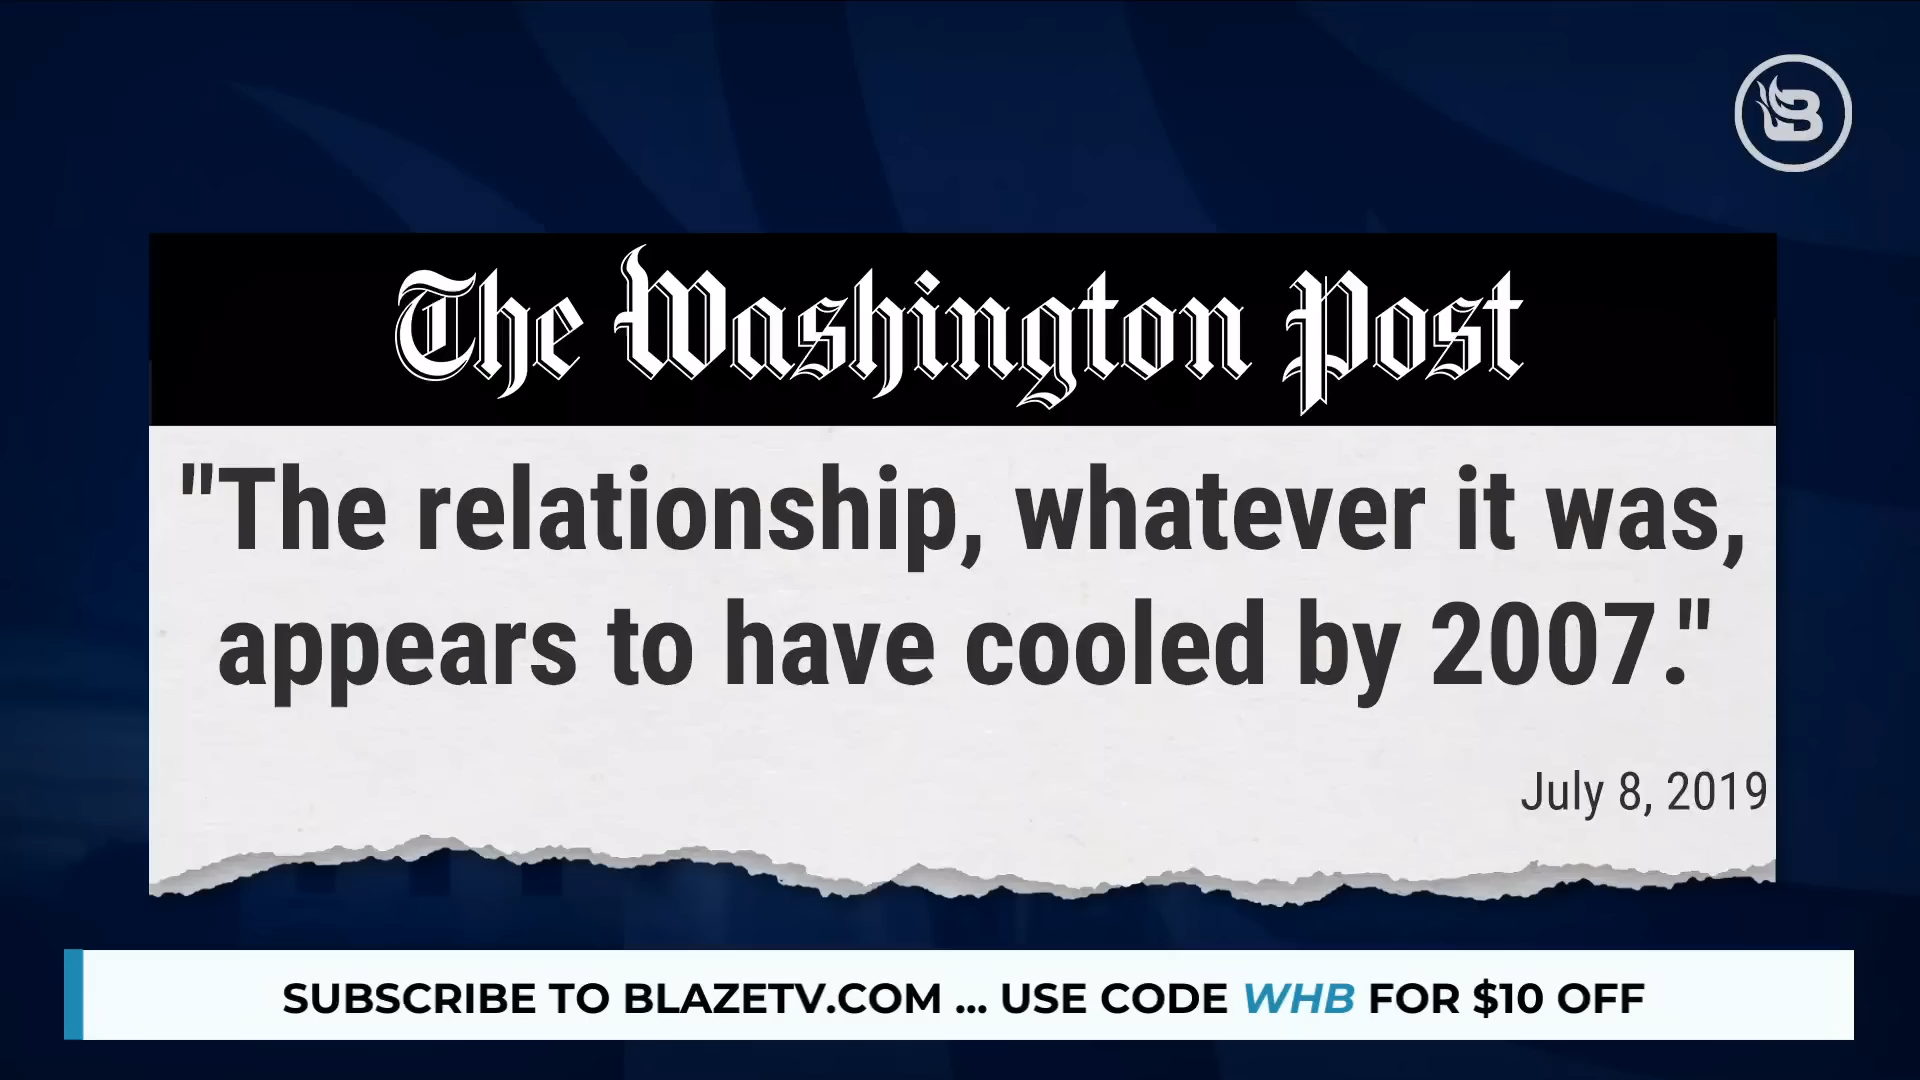 B
The Washington Post
"The relationship, whatever it was,
appears to have cooled by 2007."
July 8, 2019
SUBSCRIBE TO BLAZETV.COM ... USE CODE WHB FOR $10 OFF